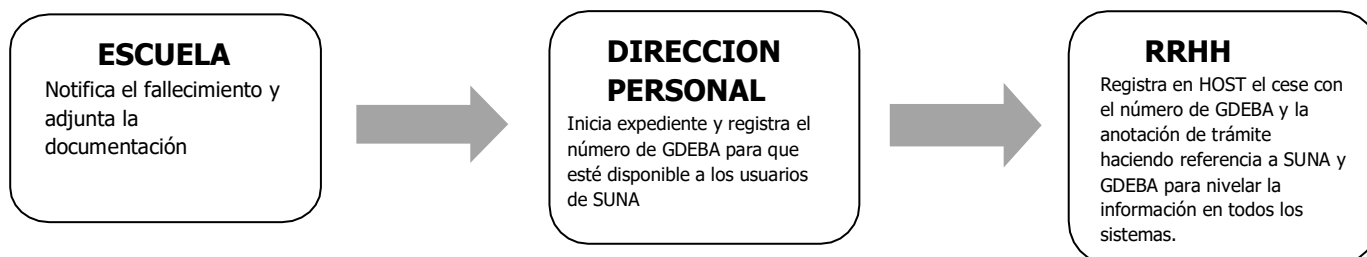 ESCUELA
Notifica el fallecimiento y
adjunta la
documentación
DIRECCION
PERSONAL
Inicia expediente y registra el
número de GDEBA para que
esté disponible a los usuarios
de SUNA
RRHH
Registra en HOST el cese con
el número de GDEBA y la
anotación de trámite
haciendo referencia a SUNA y
GDEBA para nivelar la
información en todos los
sistemas.